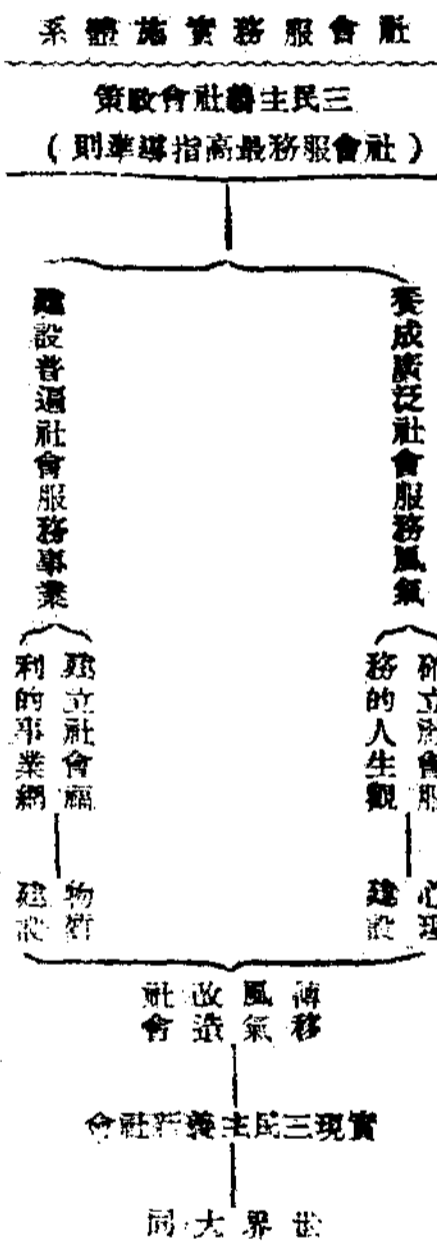 社會服務實施體系
三民主義社會政策
(社會服務最高指導準則)
養成廣泛社會服務風氣
確立社會服
務的人生觀
心理
建設
建設普遍社會服務事業
建立社會福
利的事業網
物質
建設
轉移
風氣
改造
社會
實現三民主義新社會
世界大同